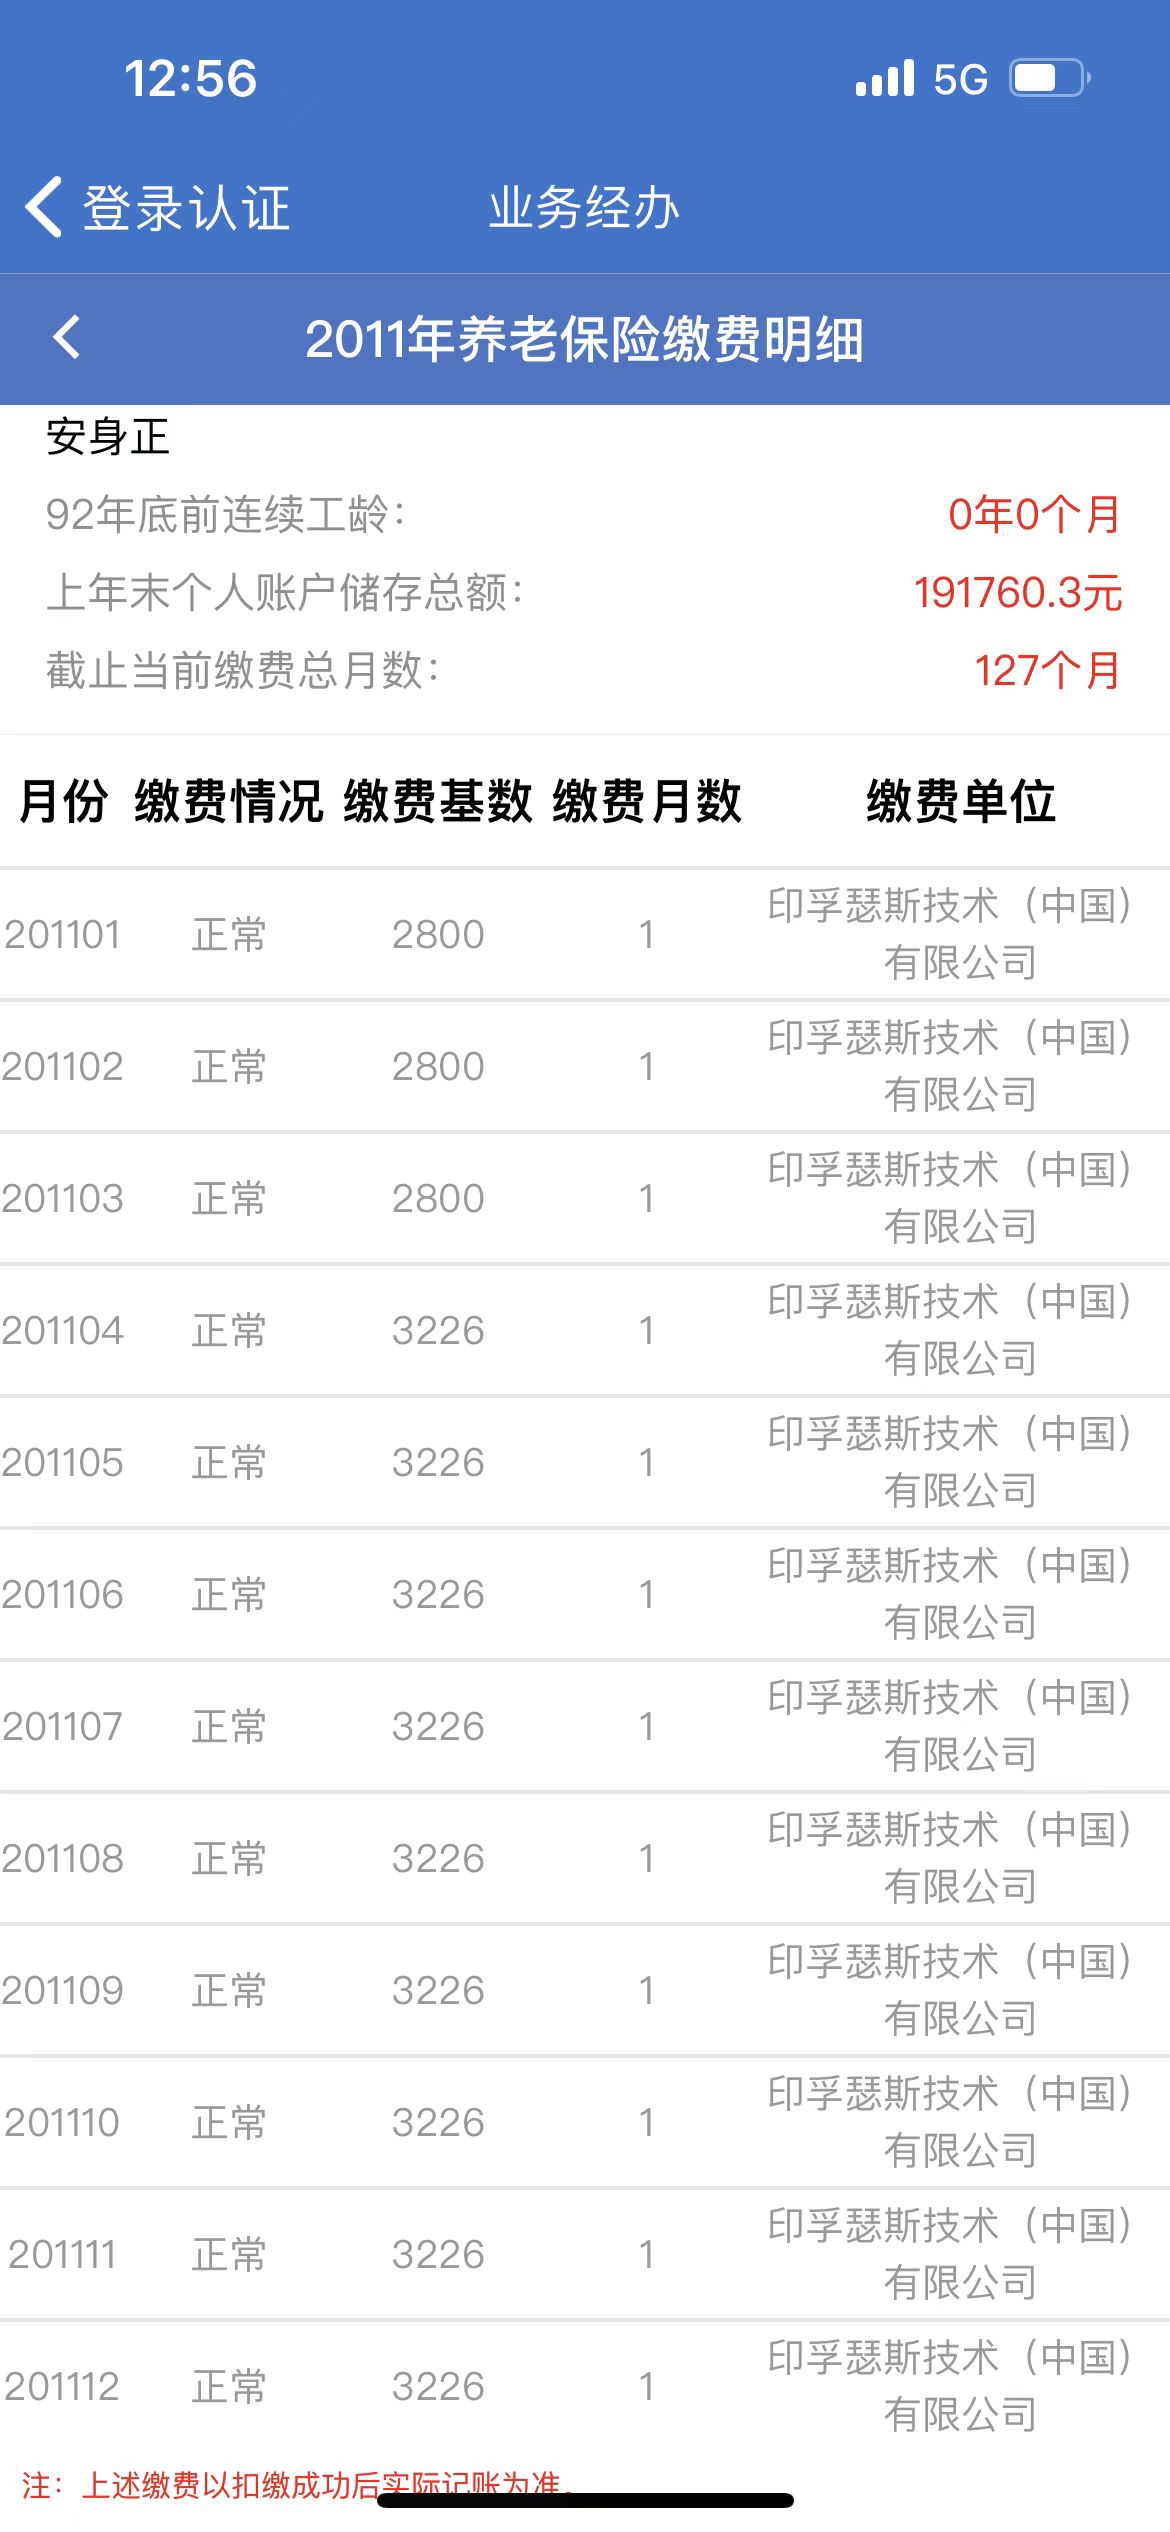 12:56 5G
登录认证 业务经办
2011年养老保险缴费明细
安身正
92年底前连续工龄: 0年0个月
上年末个人账户储存总额: 191760.3元
截止当前缴费总月数: 127个月
月份 缴费情况 缴费基数 缴费月数 缴费单位
201101 正常 2800 1 印孚瑟斯技术（中国）
有限公司
201102 正常 2800 1 印孚瑟斯技术（中国）
有限公司
201103 正常 2800 1 印孚瑟斯技术（中国）
有限公司
201104 正常 3226 1 印孚瑟斯技术（中国）
有限公司
201105 正常 3226 1 印孚瑟斯技术（中国）
有限公司
201106 正常 3226 1 印孚瑟斯技术（中国）
有限公司
201107 正常 3226 1 印孚瑟斯技术（中国）
有限公司
201108 正常 3226 1 印孚瑟斯技术（中国）
有限公司
201109 正常 3226 1 印孚瑟斯技术（中国）
有限公司
201110 正常 3226 1 印孚瑟斯技术（中国）
有限公司
201111 正常 3226 1 印孚瑟斯技术（中国）
有限公司
201112 正常 3226 1 印孚瑟斯技术（中国）
有限公司
注：上述缴费以扣缴成功后实际记账为准。